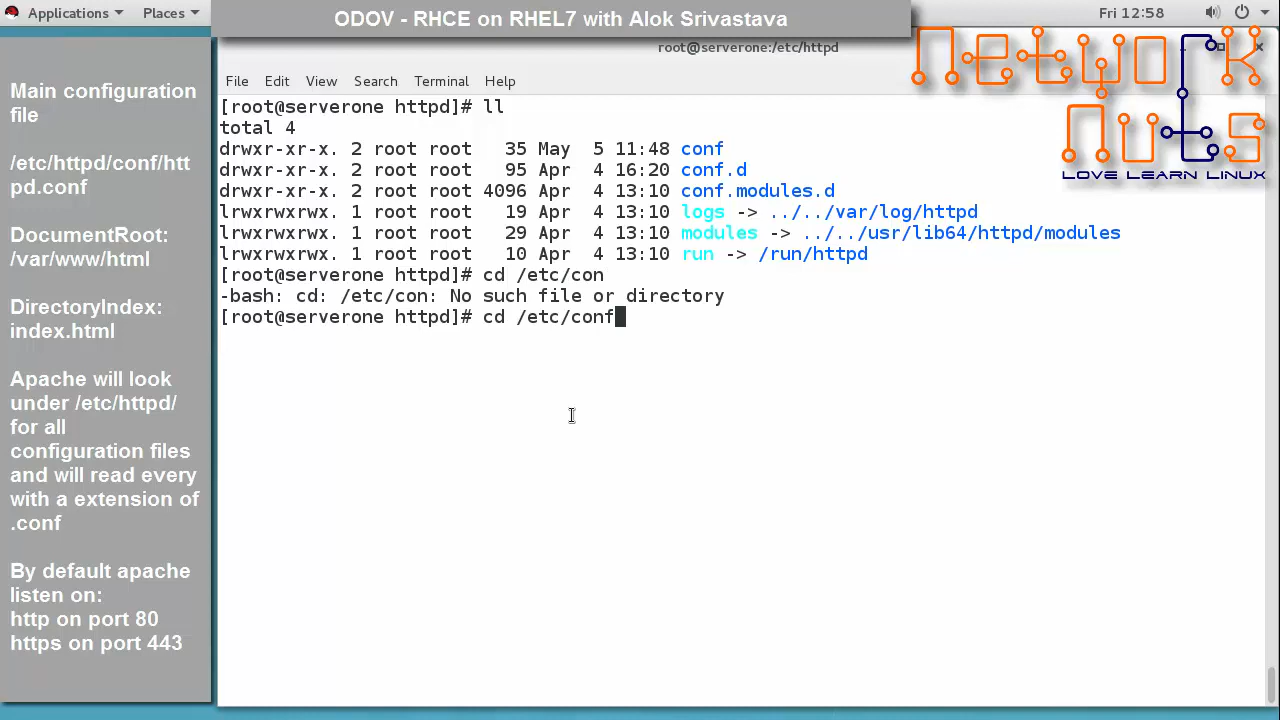 Applications
Places
ODOV - RHCE on RHEL7 with Alok Srivastava
Fri 12:58
root@serverone:/etc/httpd
NETWORK
NUTS
LOVE LEARN LINUX
File Edit View Search Terminal Help
Main configuration
file
/etc/httpd/conf/htt
pd.conf
DocumentRoot:
/var/www/html
DirectoryIndex:
index.html
Apache will look
under /etc/httpd/
for all
configuration files
and will read every
with a extension of
.conf
By default apache
listen on:
http on port 80
https on port 443
[root@serverone httpd]# ll
total 4
drwxr-xr-x. 2 root root   35 May  5 11:48 conf
drwxr-xr-x. 2 root root   95 Apr  4 16:20 conf.d
drwxr-xr-x. 2 root root 4096 Apr  4 13:10 conf.modules.d
lrwxrwxrwx. 1 root root   19 Apr  4 13:10 logs -> ../../var/log/httpd
lrwxrwxrwx. 1 root root   29 Apr  4 13:10 modules -> ../../usr/lib64/httpd/modules
lrwxrwxrwx. 1 root root   10 Apr  4 13:10 run -> /run/httpd
[root@serverone httpd]# cd /etc/con
-bash: cd: /etc/con: No such file or directory
[root@serverone httpd]# cd /etc/conf